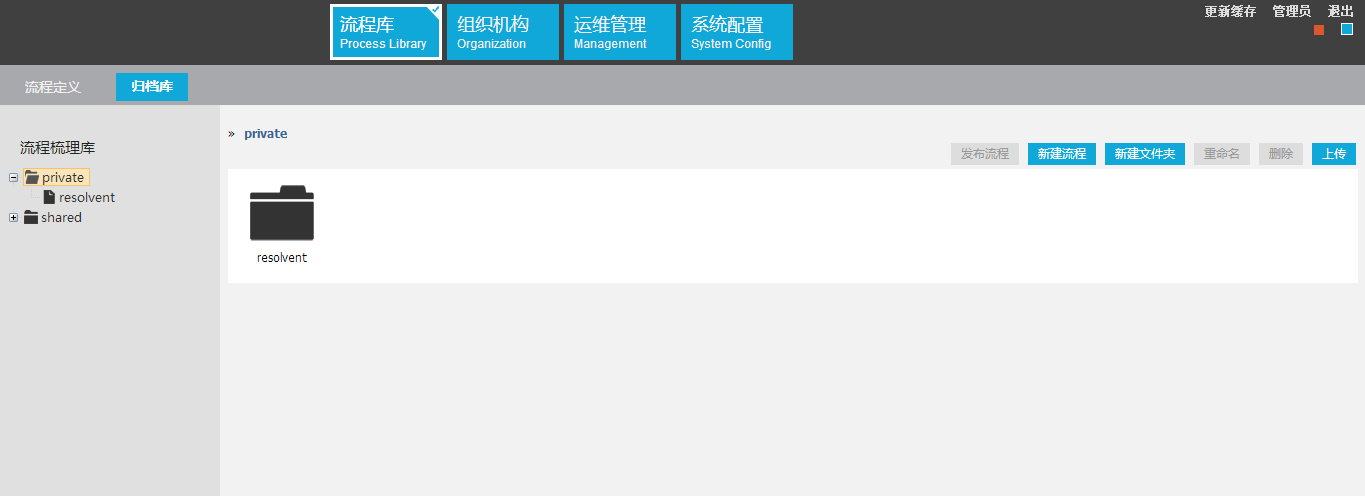 更新缓存 管理员 退出
流程库
Process Library
组织机构
Organization
运维管理
Management
系统配置
System Config
流程定义 归档库
流程梳理库
private
resolvent
shared
» private
发布流程 新建流程 新建文件夹 重命名 删除 上传
resolvent